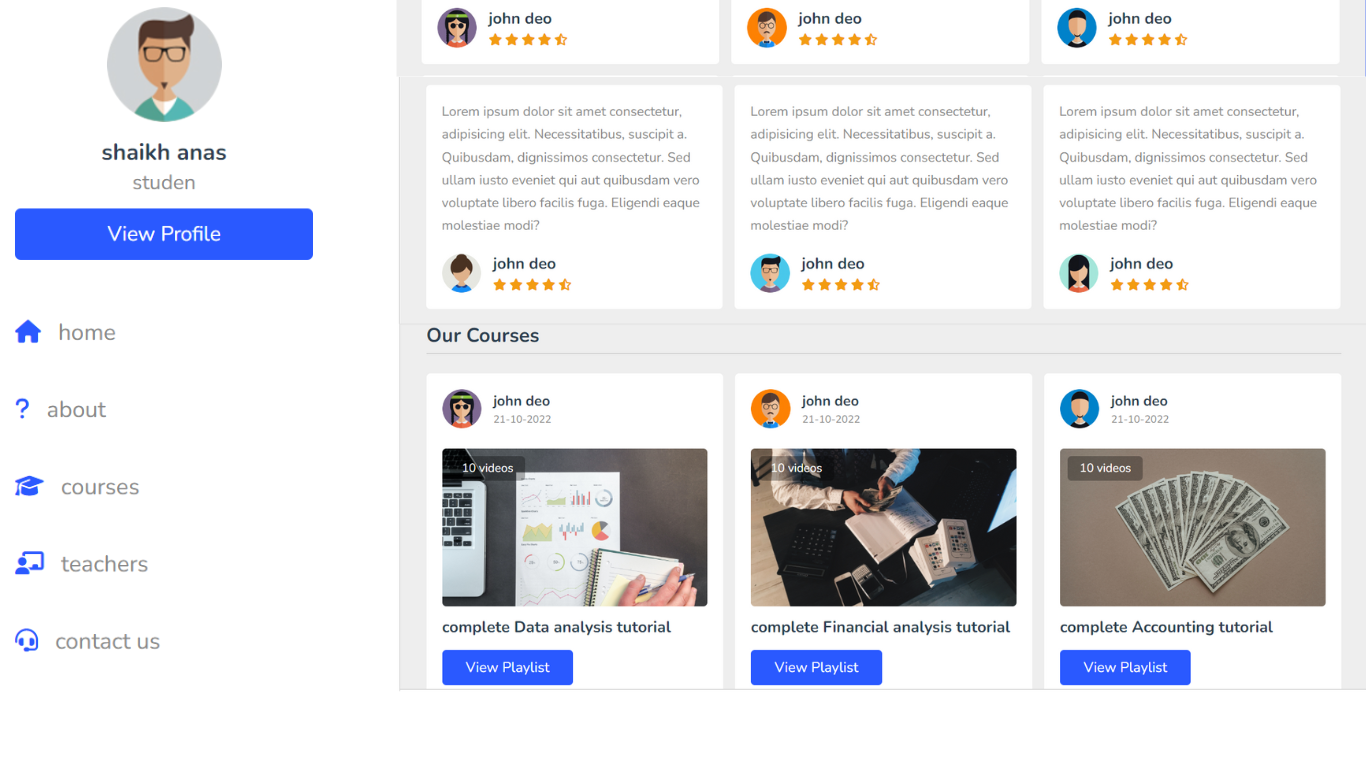 shaikh anas
studen
View Profile
home
about
courses
teachers
contact us
john deo
john deo
john deo
Lorem ipsum dolor sit amet consectetur,
adipisicing elit. Necessitatibus, suscipit a.
Quibusdam, dignissimos consectetur. Sed
ullam iusto eveniet qui aut quibusdam vero
voluptate libero facilis fuga. Eligendi eaque
molestiae modi?
john deo
Lorem ipsum dolor sit amet consectetur,
adipisicing elit. Necessitatibus, suscipit a.
Quibusdam, dignissimos consectetur. Sed
ullam iusto eveniet qui aut quibusdam vero
voluptate libero facilis fuga. Eligendi eaque
molestiae modi?
john deo
Lorem ipsum dolor sit amet consectetur,
adipisicing elit. Necessitatibus, suscipit a.
Quibusdam, dignissimos consectetur. Sed
ullam iusto eveniet qui aut quibusdam vero
voluptate libero facilis fuga. Eligendi eaque
molestiae modi?
john deo
Our Courses
john deo
21-10-2022
10 videos
complete Data analysis tutorial
View Playlist
john deo
21-10-2022
10 videos
complete Financial analysis tutorial
View Playlist
john deo
21-10-2022
10 videos
complete Accounting tutorial
View Playlist